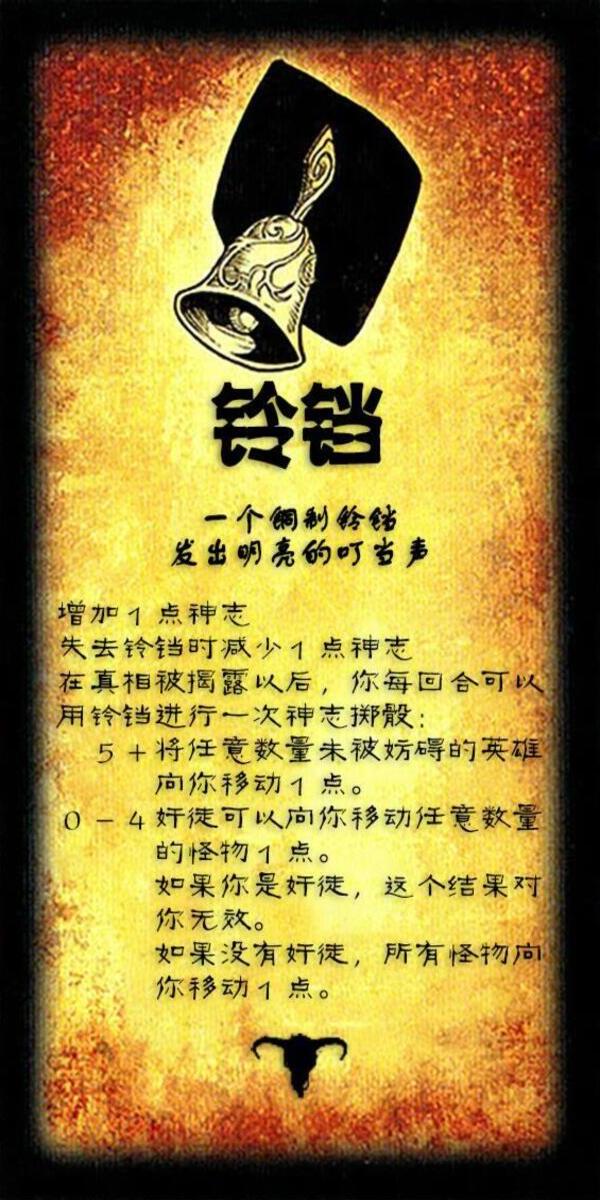 铃铛
一个铜制铃铛
发出明亮的叮当声
增加1点神志
失去铃铛时减少1点神志
在真相被揭露以后，你每回合可以
用铃铛进行一次神志掷骰：
5+将任意数量未被妨碍的英雄
向你移动1点。
0-4奸徒可以向你移动任意数量
的怪物1点。
如果你是奸徒，这个结果对
你无效。
如果没有奸徒，所有怪物向
你移动1点。